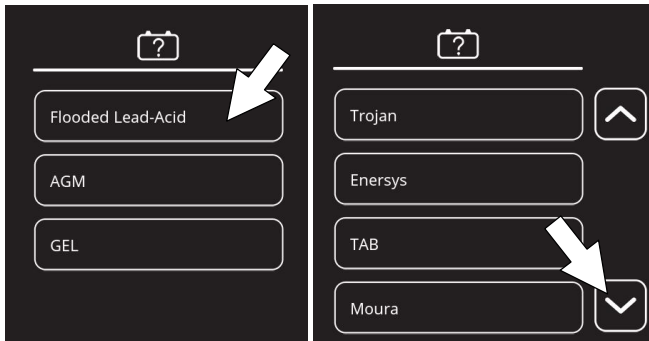 ?
Flooded Lead-Acid
AGM
GEL
?
Trojan
Enersys
TAB
Moura